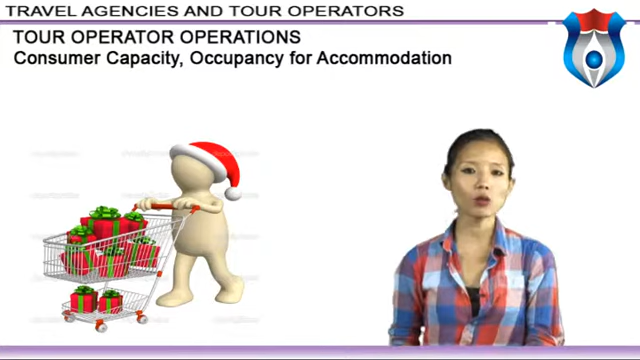 TRAVEL AGENCIES AND TOUR OPERATORS
TOUR OPERATOR OPERATIONS
Consumer Capacity, Occupancy for Accommodation